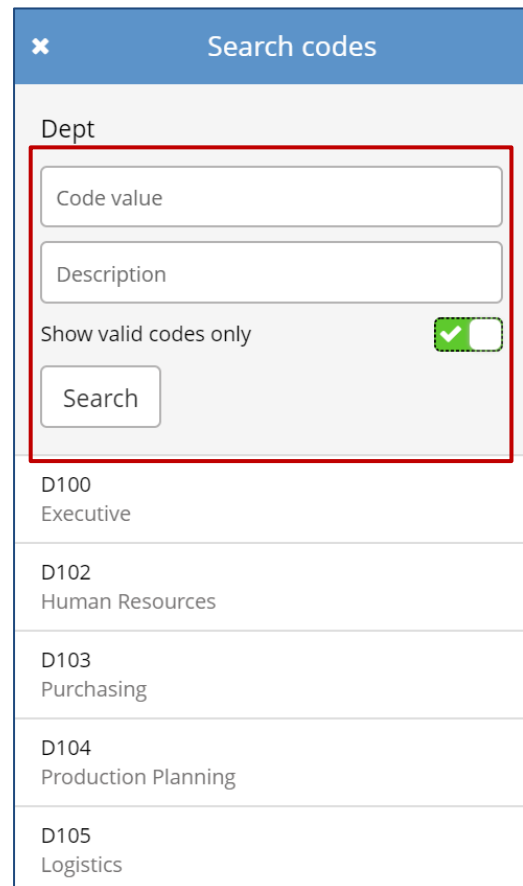 Search codes
Dept
Code value
Description
Show valid codes only
Search
D100
Executive
D102
Human Resources
D103
Purchasing
D104
Production Planning
D105
Logistics